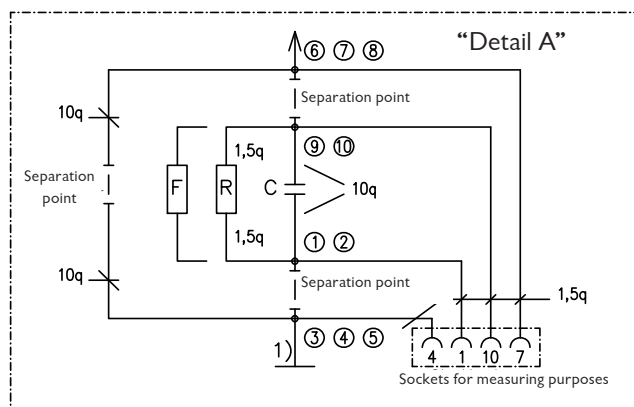 “Detail A”
⑥ ⑦ ⑧
Separation point
10q
⑨ ⑩
1,5q
Separation
point
F
R
C
10q
1,5q
① ②
10q
Separation point
1,5q
1)
③ ④ ⑤
4 1 10 7
Sockets for measuring purposes